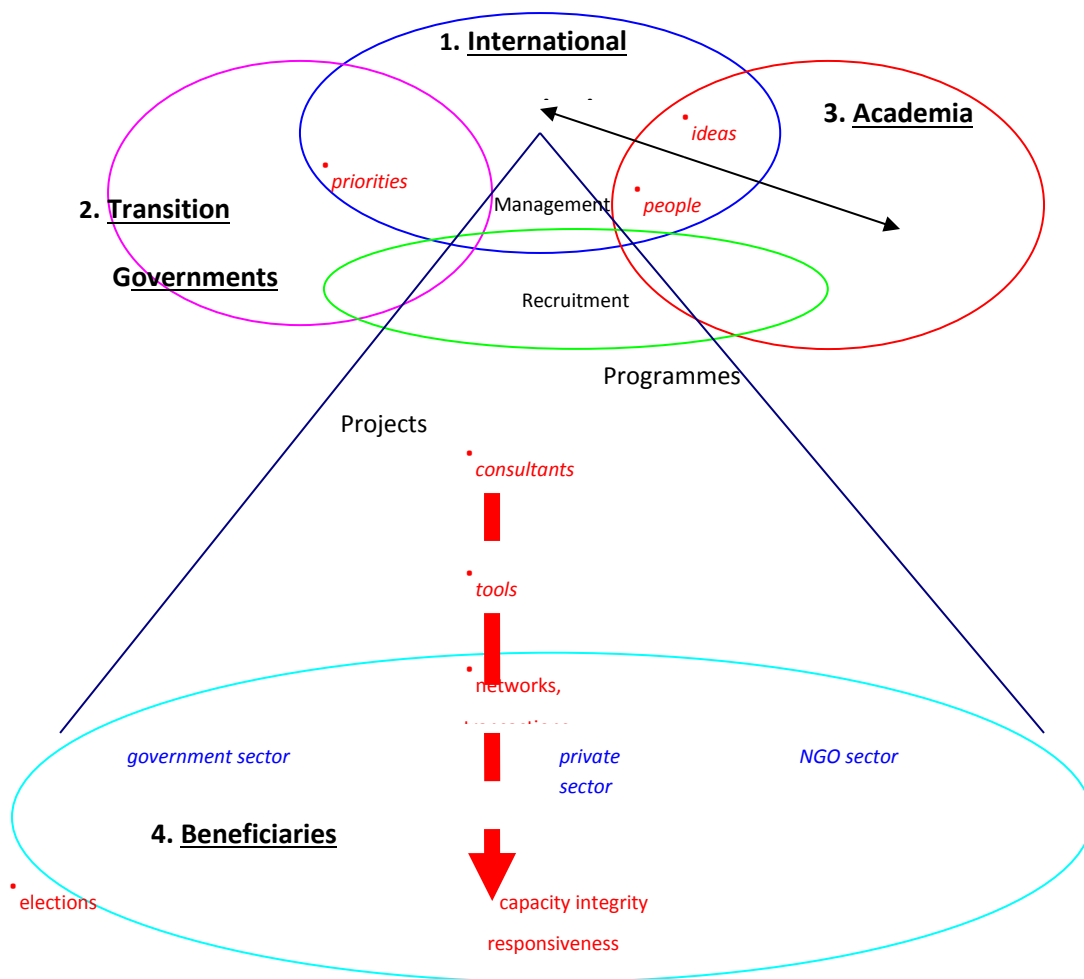 1. International
3. Academia
• ideas
• priorities
• people
2. Transition
Management
Governments
Recruitment
Programmes
Projects
• consultants
• tools
• networks,
government sector
private
sector
NGO sector
4. Beneficiaries
• elections
capacity integrity
responsiveness